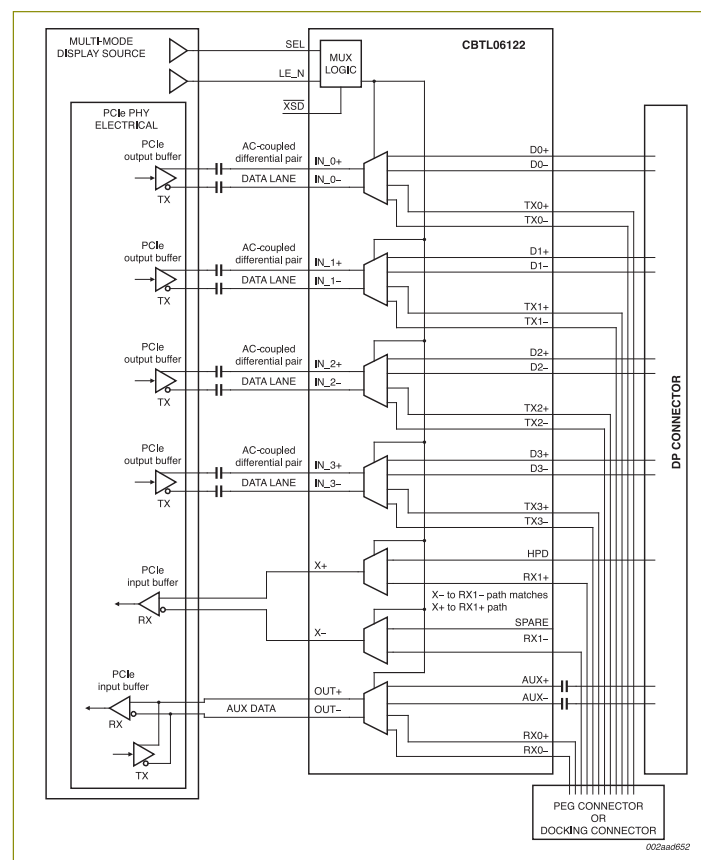 MULTI-MODE
DISPLAY SOURCE
SEL
LE_N
XSD
MUX
LOGIC
CBTL06122
PCIe PHY
ELECTRICAL
PCIe
output buffer
TX
AC-coupled
differential pair
DATA LANE
IN_0+
IN_0−
D0+
D0−
TX0+
TX0−
PCIe
output buffer
TX
AC-coupled
differential pair
DATA LANE
IN_1+
IN_1−
D1+
D1−
TX1+
TX1−
PCIe
output buffer
TX
AC-coupled
differential pair
DATA LANE
IN_2+
IN_2−
D2+
D2−
TX2+
TX2−
PCIe
output buffer
TX
AC-coupled
differential pair
DATA LANE
IN_3+
IN_3−
D3+
D3−
TX3+
TX3−
PCIe
input buffer
RX
X+
X−
HPD
RX1+
X− to RX1− path matches
X+ to RX1+ path
SPARE
RX1−
PCIe
input buffer
RX
TX
AUX DATA
OUT+
OUT−
AUX+
AUX−
RX0+
RX0−
DP CONNECTOR
PEG CONNECTOR
OR
DOCKING CONNECTOR
002aad652